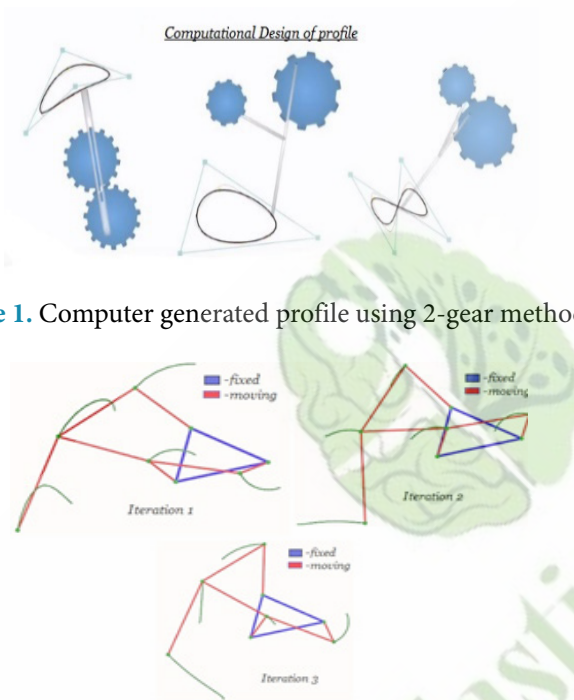 Computational Design of profile
e 1. Computer generated profile using 2-gear metho
-fixed
-moving
Iteration 1
-fixed
-moving
Iteration 2
-fixed
-moving
Iteration 3
asti